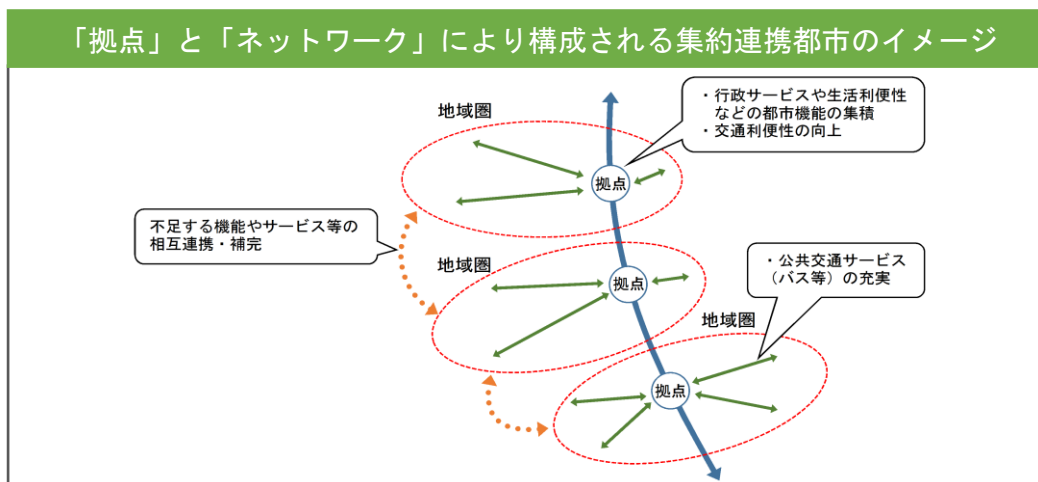 「拠点」と「ネットワーク」により構成される集約連携都市のイメージ
・行政サービスや生活利便性
などの都市機能の集積
・交通利便性の向上
地域圏
拠点
不足する機能やサービス等の
相互連携・補完
地域圏
拠点
・公共交通サービス
（バス等）の充実
地域圏
拠点